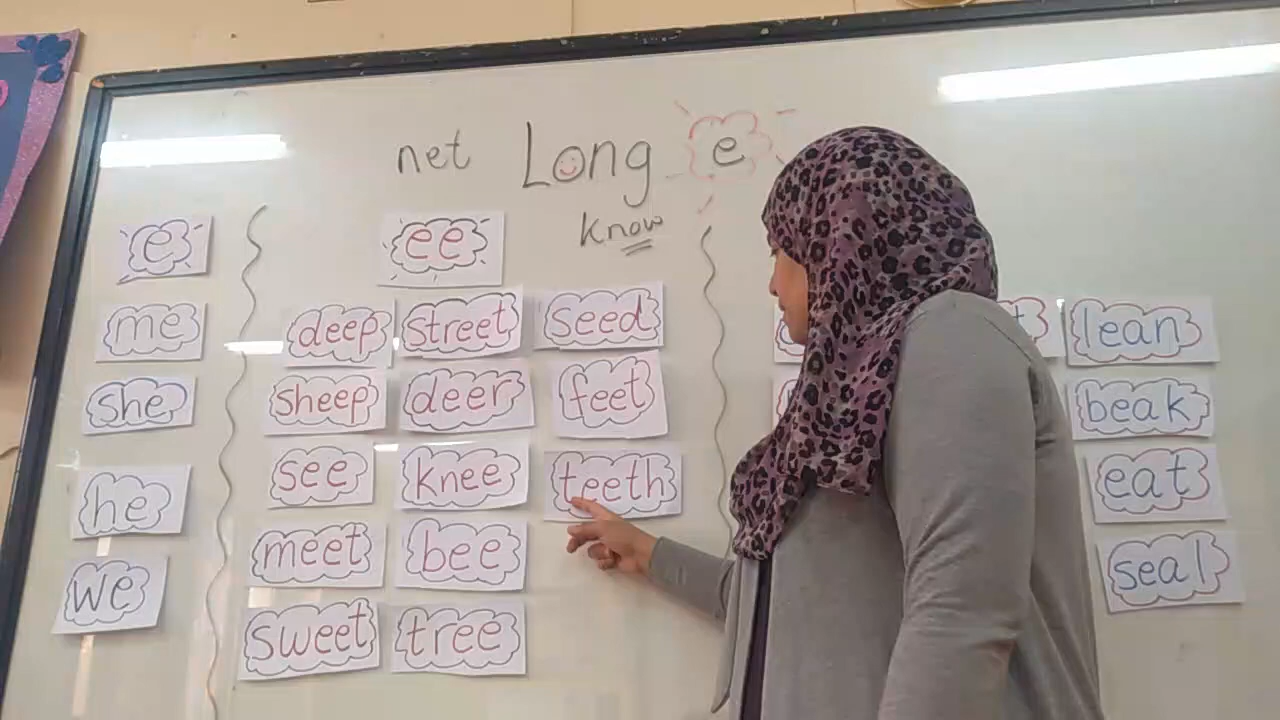 net Long e
know
e
me
she
he
we
ee
deep street seed
sheep deer feet
see knee teeth
meet bee
sweet tree
lean
beak
eat
seal